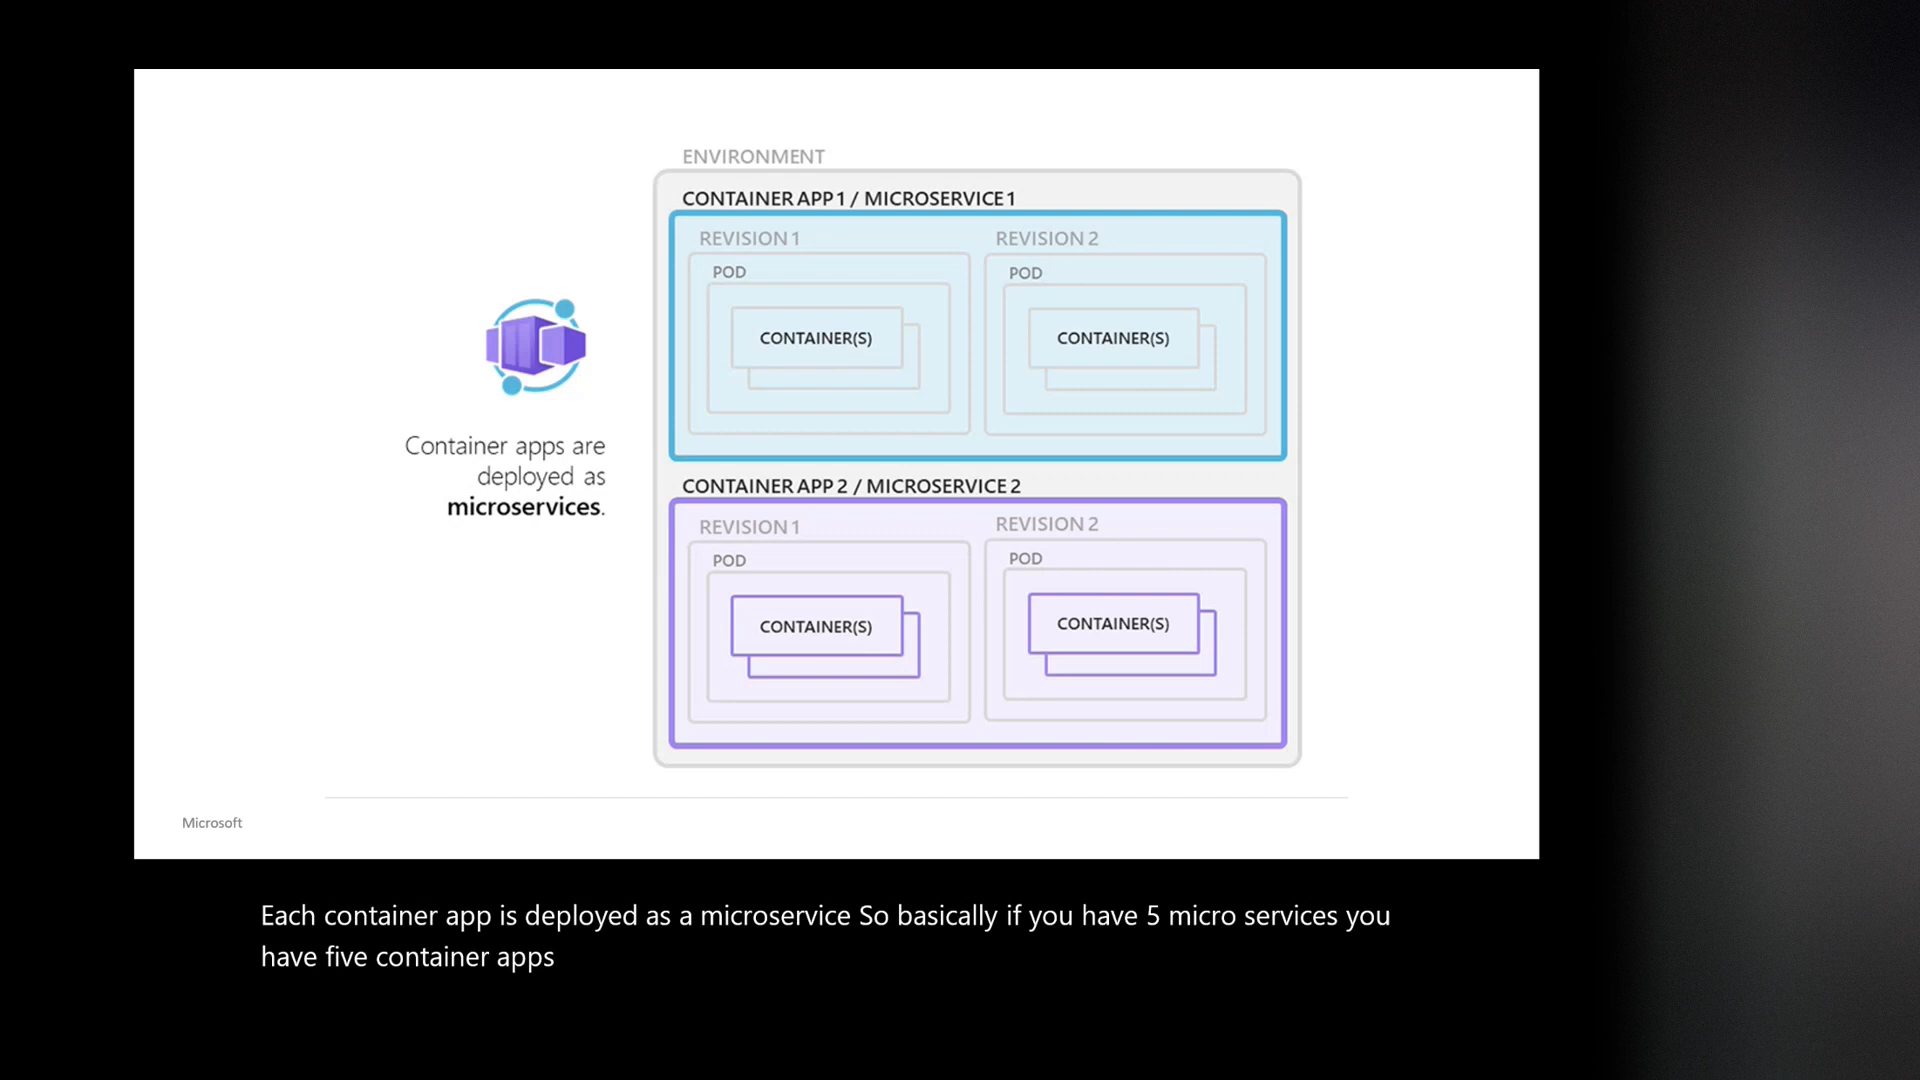 ENVIRONMENT
CONTAINER APP 1 / MICROSERVICE 1
REVISION 1
REVISION 2
POD
POD
CONTAINER(S)
CONTAINER(S)
Container apps are
deployed as
microservices.
CONTAINER APP 2 / MICROSERVICE 2
REVISION 1
REVISION 2
POD
POD
CONTAINER(S)
CONTAINER(S)
Microsoft
Each container app is deployed as a microservice So basically if you have 5 micro services you
have five container apps